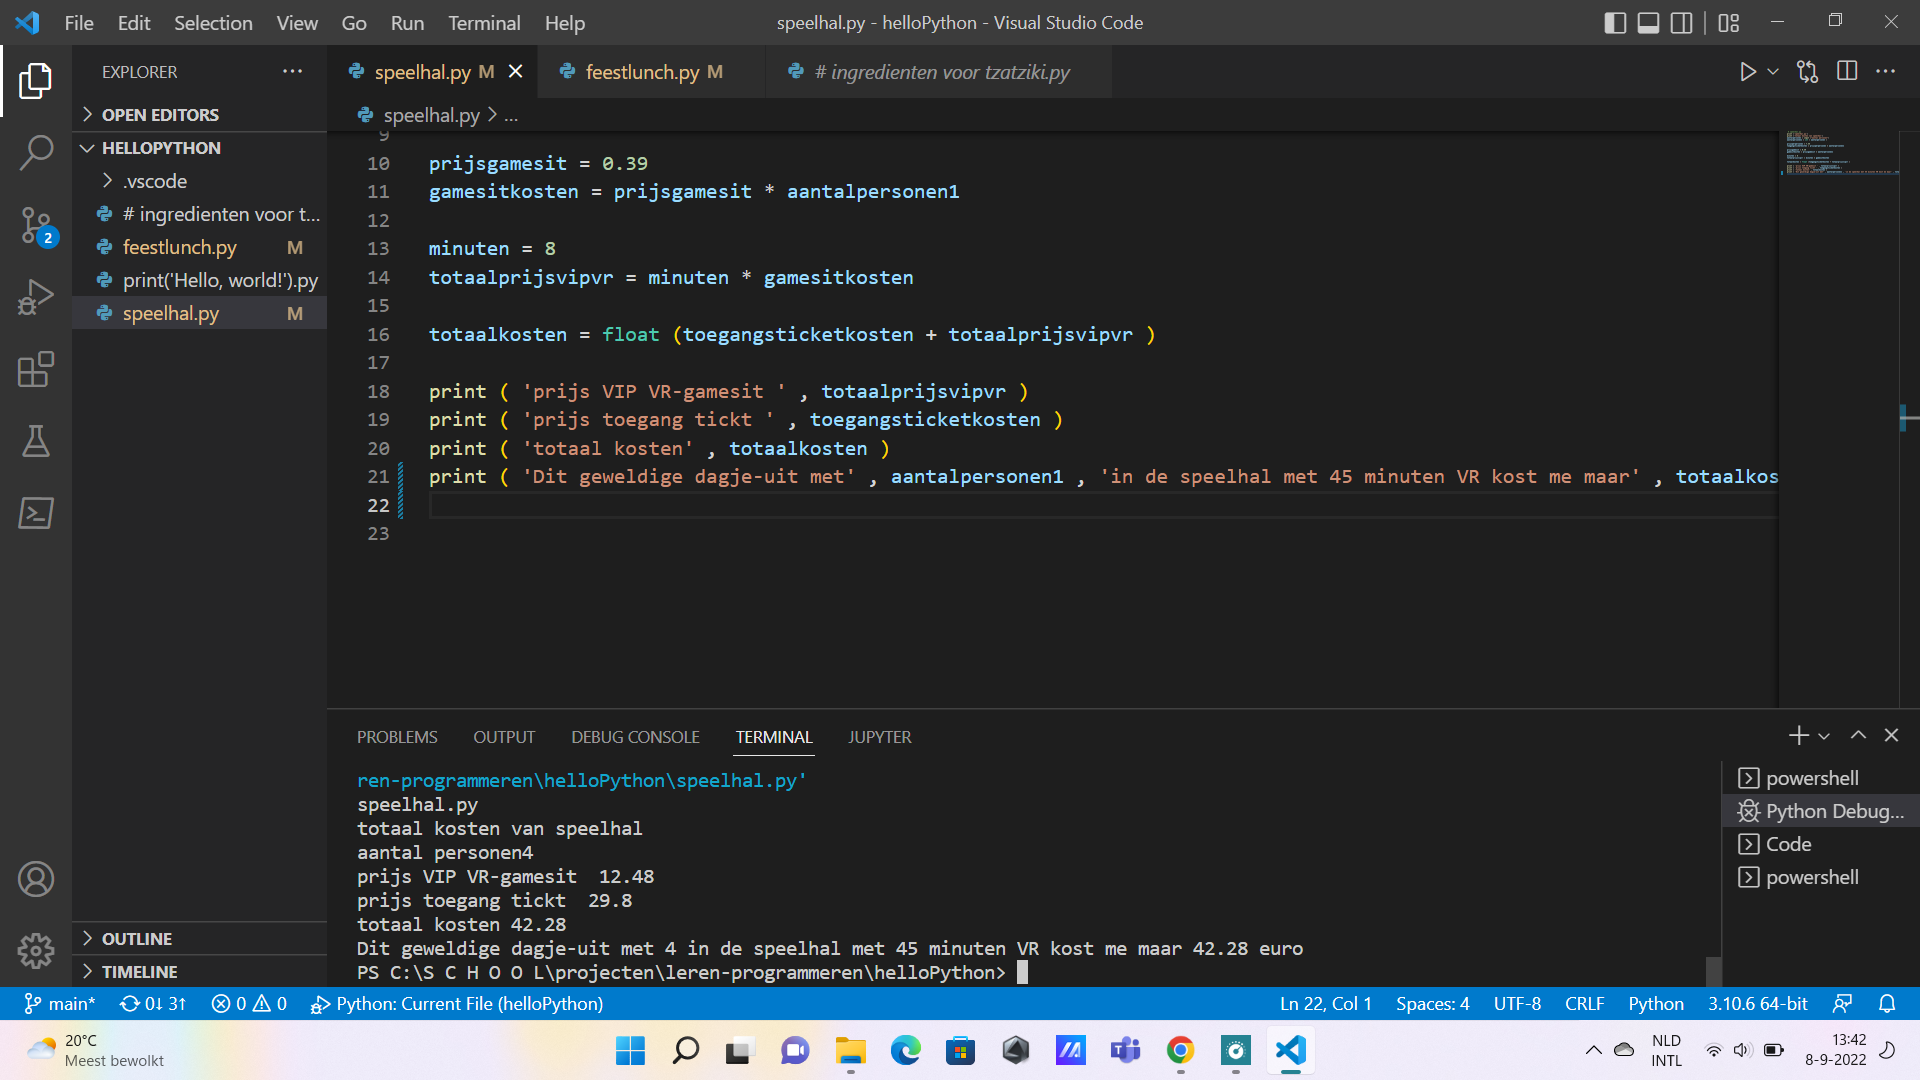 File Edit Selection View Go Run Terminal Help
speelhal.py - helloPython - Visual Studio Code
EXPLORER
speelhal.py M
feestlunch.py M
# ingredienten voor tzatziki.py
OPEN EDITORS
speelhal.py > ...
HELLOPYTHON
.vscode
# ingredienten voor t...
feestlunch.py M
print('Hello, world!').py
speelhal.py M
2
9
10 prijsgamesit = 0.39
11 gamesitkosten = prijsgamesit * aantalpersonen1
12
13 minuten = 8
14 totaalprijsvipvr = minuten * gamesitkosten
15
16 totaalkosten = float (toegangsticketkosten + totaalprijsvipvr )
17
18 print ( 'prijs VIP VR-gamesit ' , totaalprijsvipvr )
19 print ( 'prijs toegang tickt ' , toegangsticketkosten )
20 print ( 'totaal kosten' , totaalkosten )
21 print ( 'Dit geweldige dagje-uit met' , aantalpersonen1 , 'in de speelhal met 45 minuten VR kost me maar' , totaalkos
22
23
PROBLEMS OUTPUT DEBUG CONSOLE TERMINAL JUPYTER
ren-programmeren\helloPython\speelhal.py'
speelhal.py
totaal kosten van speelhal
aantal personen4
prijs VIP VR-gamesit  12.48
prijs toegang tickt  29.8
totaal kosten 42.28
Dit geweldige dagje-uit met 4 in de speelhal met 45 minuten VR kost me maar 42.28 euro
PS C:\S C H O O L\projecten\leren-programmeren\helloPython>
powershell
Python Debug...
Code
powershell
OUTLINE
TIMELINE
main* 0↓ 3↑ 0 0 Python: Current File (helloPython)
Ln 22, Col 1 Spaces: 4 UTF-8 CRLF Python 3.10.6 64-bit
20°C
Meest bewolkt
NLD
INTL
13:42
8-9-2022